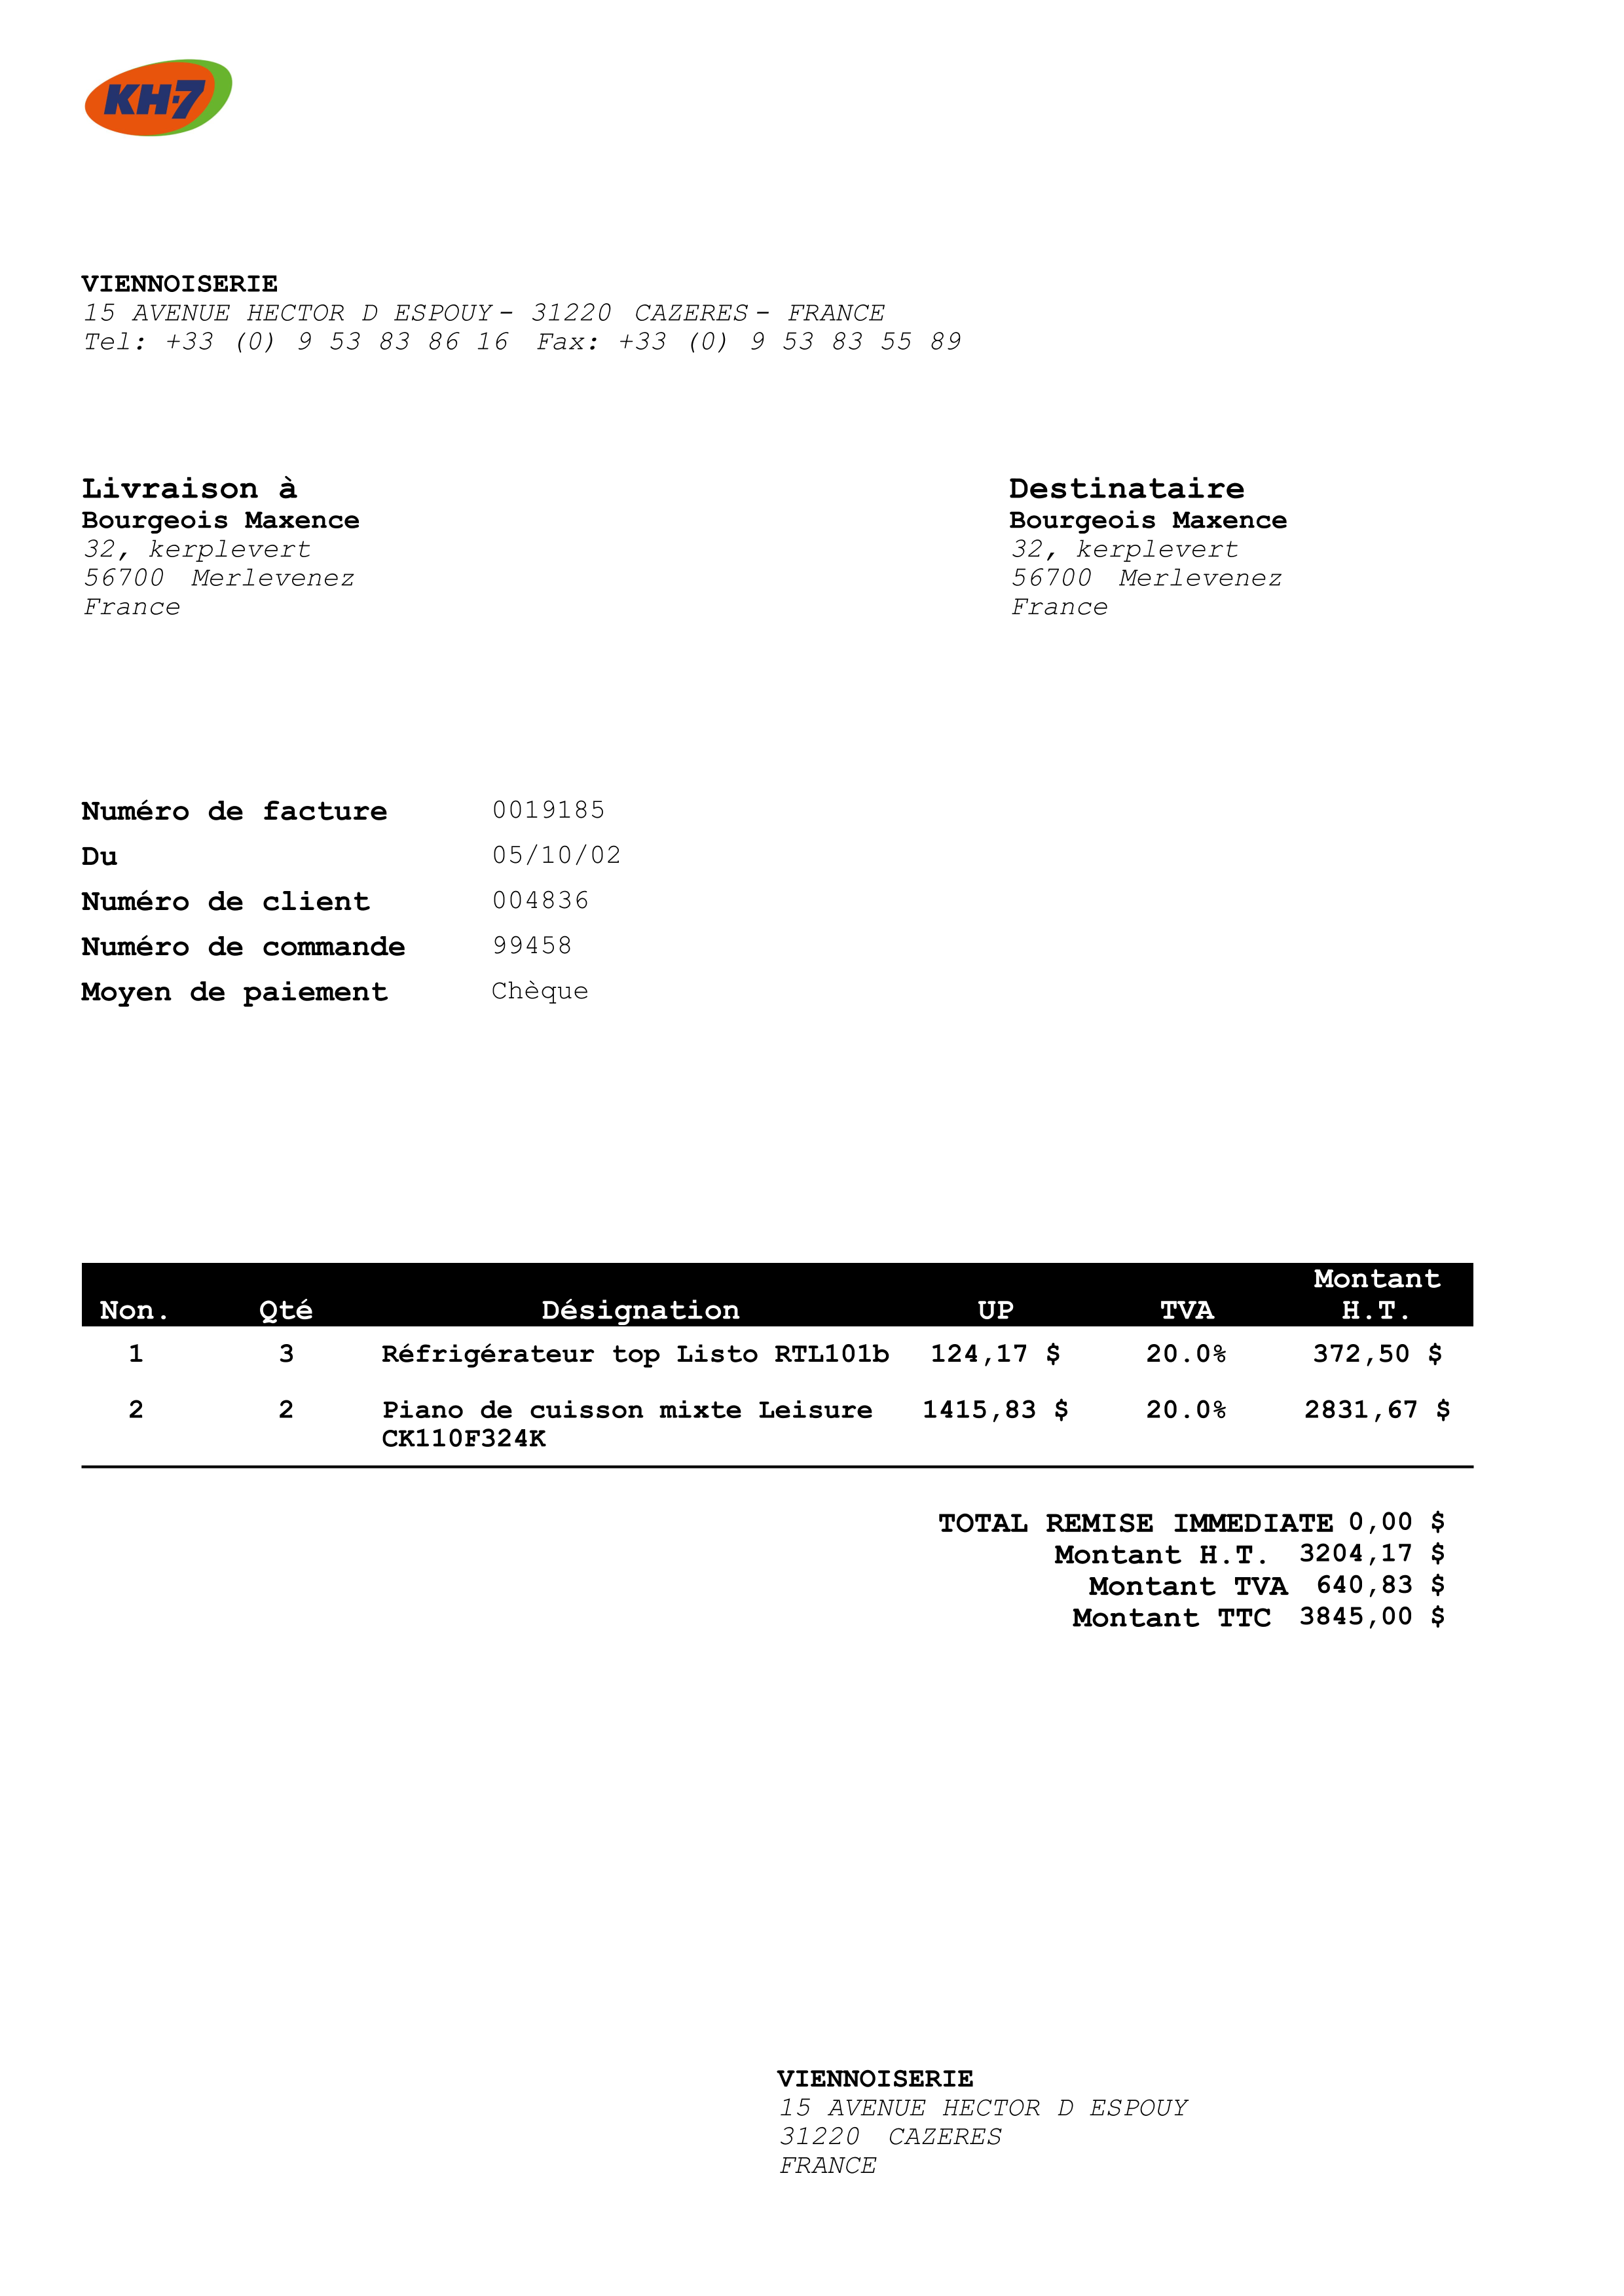 KH-7
VIENNOISERIE
15 AVENUE HECTOR D ESPOUY - 31220 CAZERES - FRANCE
Tel: +33 (0) 9 53 83 86 16 Fax: +33 (0) 9 53 83 55 89
Livraison à
Bourgeois Maxence
32, kerplevert
56700 Merlevenez
France
Destinataire
Bourgeois Maxence
32, kerplevert
56700 Merlevenez
France
Numéro de facture 0019185
Du 05/10/02
Numéro de client 004836
Numéro de commande 99458
Moyen de paiement Chèque
Non. Qté Désignation UP TVA Montant H.T.
1 3 Réfrigérateur top Listo RTL101b 124,17 $ 20.0% 372,50 $
2 2 Piano de cuisson mixte Leisure 1415,83 $ 20.0% 2831,67 $
CK110F324K
TOTAL REMISE IMMEDIATE 0,00 $
Montant H.T. 3204,17 $
Montant TVA 640,83 $
Montant TTC 3845,00 $
VIENNOISERIE
15 AVENUE HECTOR D ESPOUY
31220 CAZERES
FRANCE